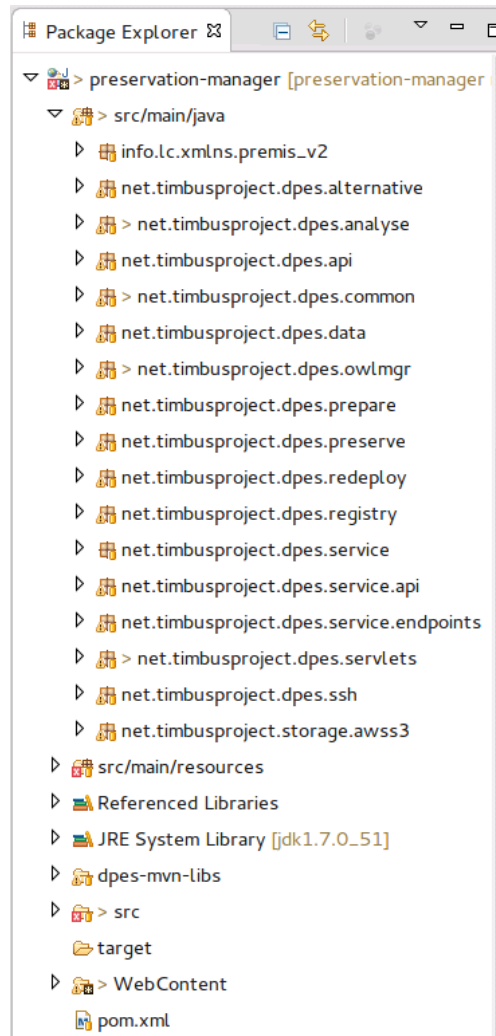 Package Explorer
> preservation-manager [preservation-manager
> src/main/java
info.lc.xmlns.premis_v2
net.timbusproject.dpes.alternative
> net.timbusproject.dpes.analyse
net.timbusproject.dpes.api
> net.timbusproject.dpes.common
net.timbusproject.dpes.data
> net.timbusproject.dpes.owlmgr
net.timbusproject.dpes.prepare
net.timbusproject.dpes.preserve
net.timbusproject.dpes.redeploy
net.timbusproject.dpes.registry
net.timbusproject.dpes.service
net.timbusproject.dpes.service.api
net.timbusproject.dpes.service.endpoints
> net.timbusproject.dpes.servlets
net.timbusproject.dpes.ssh
net.timbusproject.storage.awss3
src/main/resources
Referenced Libraries
JRE System Library [jdk1.7.0_51]
dpes-mvn-libs
> src
target
> WebContent
pom.xml